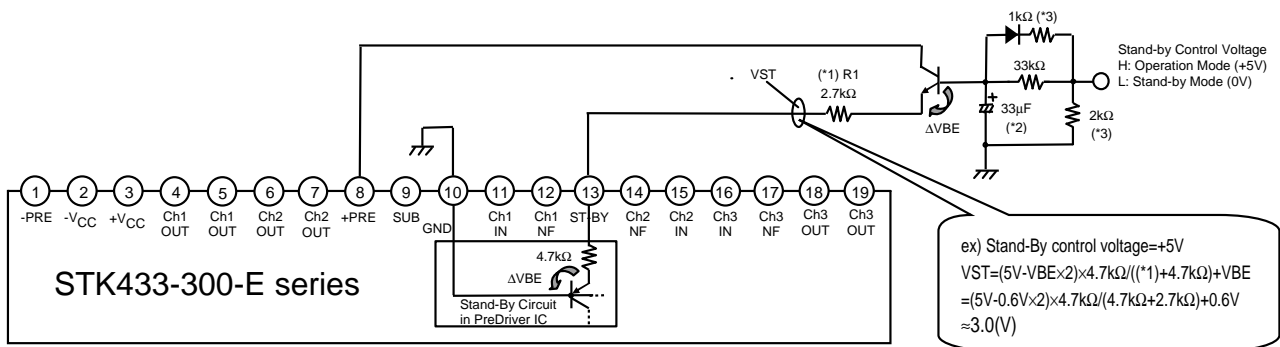 1kΩ (*3)
Stand-by Control Voltage
H: Operation Mode (+5V)
L: Stand-by Mode (0V)
VST
(*1) R1
2.7kΩ
33kΩ
ΔVBE
33μF
(*2)
2kΩ
(*3)
1 2 3 4 5 6 7 8 9 10 11 12 13 14 15 16 17 18 19
-PRE
-VCC
+VCC
Ch1
OUT
Ch1
OUT
Ch2
OUT
Ch2
OUT
+PRE
SUB
GND
Ch1
IN
Ch1
NF
ST-BY
Ch2
NF
Ch2
IN
Ch3
IN
Ch3
NF
Ch3
OUT
Ch3
OUT
STK433-300-E series
4.7kΩ
ΔVBE
Stand-By Circuit
in PreDriver IC
ex) Stand-By control voltage=+5V
VST=(5V-VBE×2)×4.7kΩ/((*1)+4.7kΩ)+VBE
=(5V-0.6V×2)×4.7kΩ/(4.7kΩ+2.7kΩ)+0.6V
≈3.0(V)